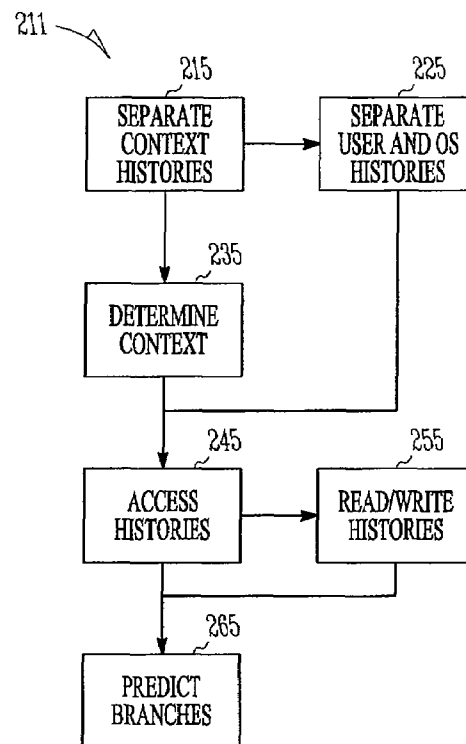 211
215
SEPARATE
CONTEXT
HISTORIES
225
SEPARATE
USER AND OS
HISTORIES
235
DETERMINE
CONTEXT
245
ACCESS
HISTORIES
255
READ/WRITE
HISTORIES
265
PREDICT
BRANCHES